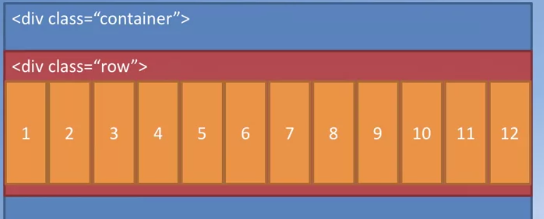 <div class=“container”>
<div class=“row”>
1 2 3 4 5 6 7 8 9 10 11 12